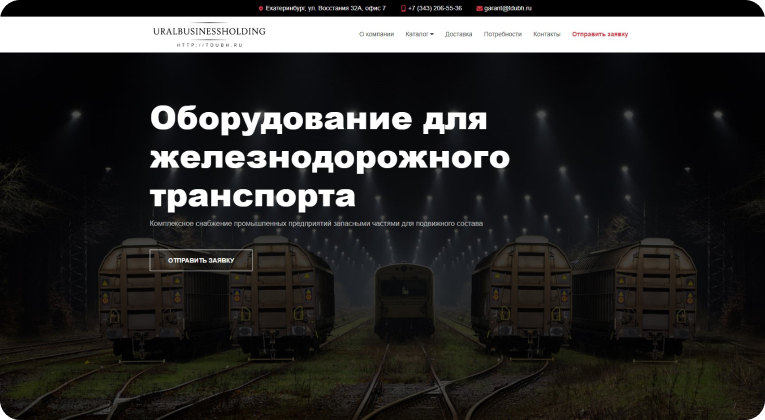 Екатеринбург, ул. Восстания 32А, офис 7 +7 (343) 206-55-36 garant@tdubh.ru
URALBUSINESSHOLDING
HTTP://TDUBH.RU
О компании Каталог Доставка Потребности Контакты Отправить заявку
Оборудование для
железнодорожного
транспорта
Комплексное снабжение промышленных предприятий запасными частями для подвижного состава
ОТПРАВИТЬ ЗАЯВКУ